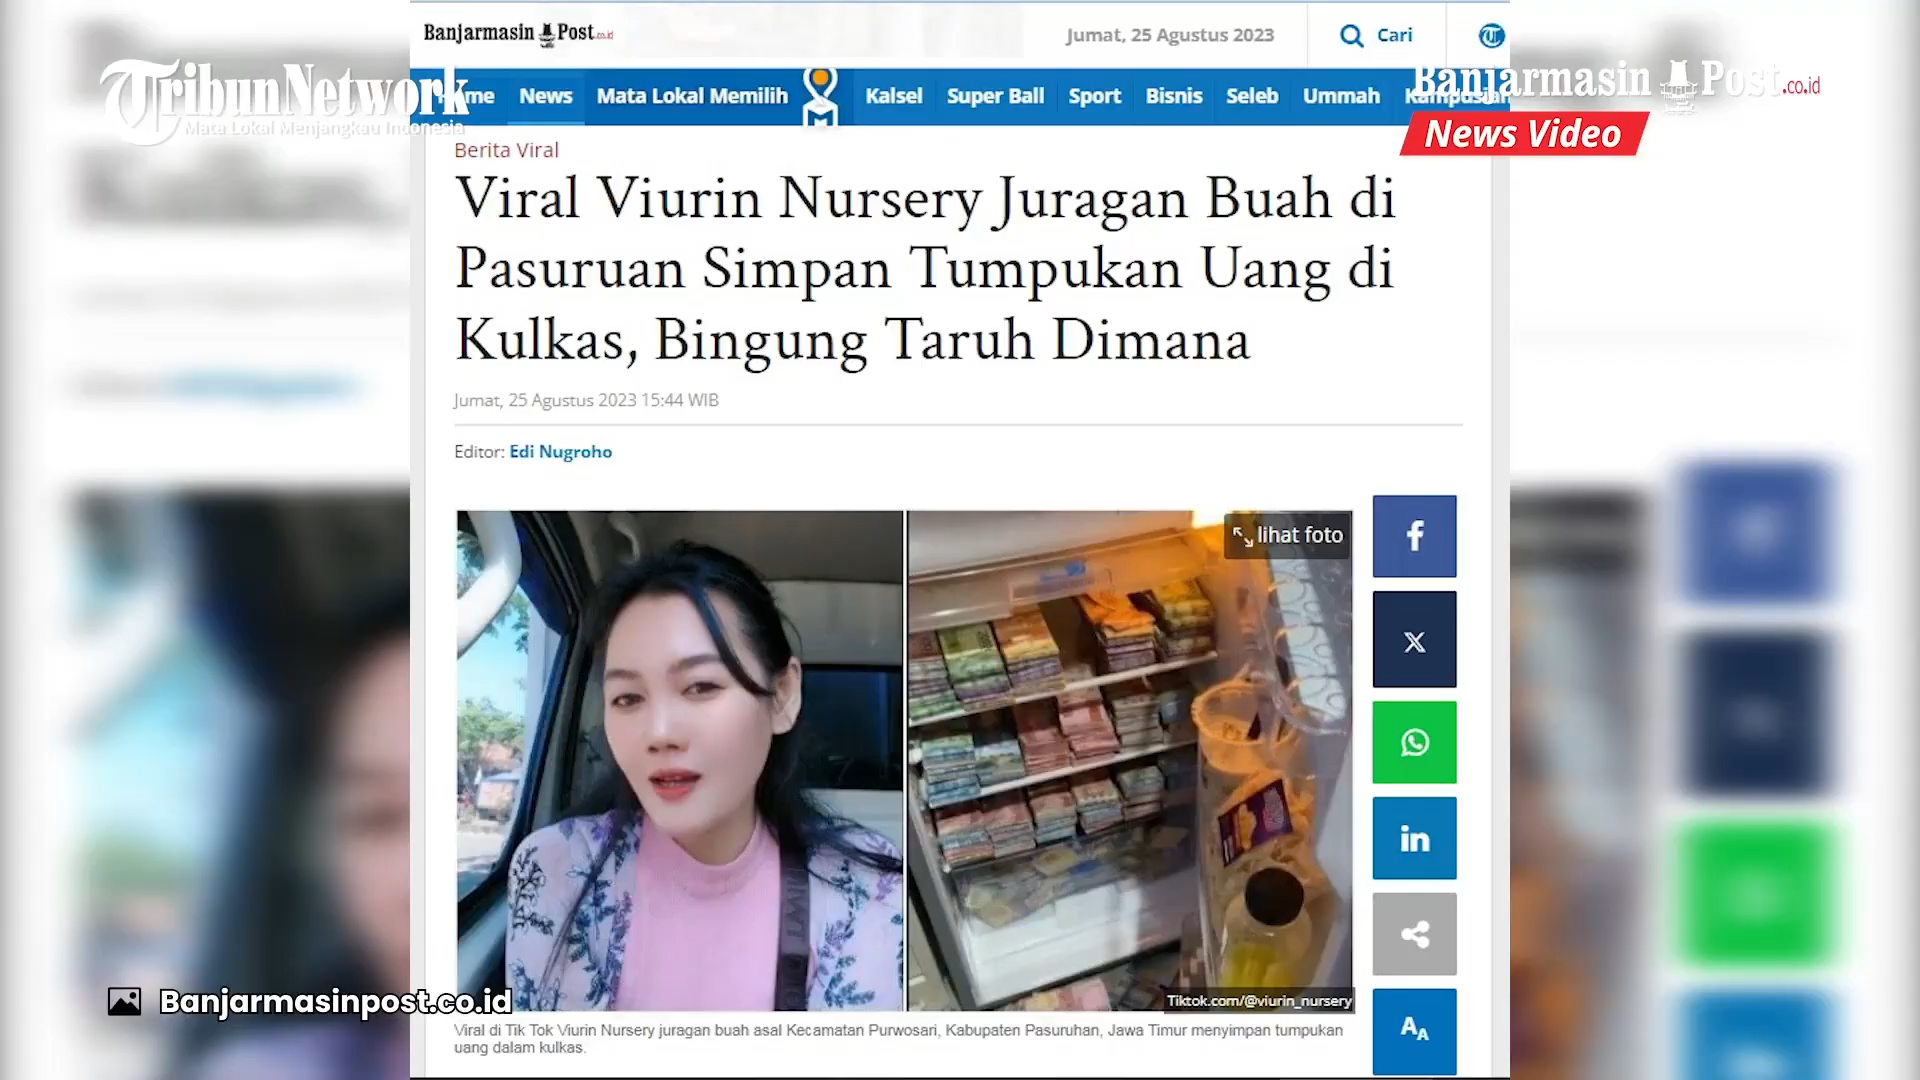 Banjarmasin Post.co.id
Jumat, 25 Agustus 2023
Cari
TribunNetwork
Mata Lokal Menjangkau Indonesia
News
Mata Lokal Memilih
Kalsel
Super Ball
Sport
Bisnis
Seleb
Ummah
Banjarmasin Post.co.id
News Video
Berita Viral
Viral Viurin Nursery Juragan Buah di
Pasuruan Simpan Tumpukan Uang di
Kulkas, Bingung Taruh Dimana
Jumat, 25 Agustus 2023 15:44 WIB
Editor: Edi Nugroho
lihat foto
Tiktok.com/@viurin_nursery
Banjarmasinpost.co.id
Viral di Tik Tok Viurin Nursery juragan buah asal Kecamatan Purwosari, Kabupaten Pasuruhan, Jawa Timur menyimpan tumpukan
uang dalam kulkas.